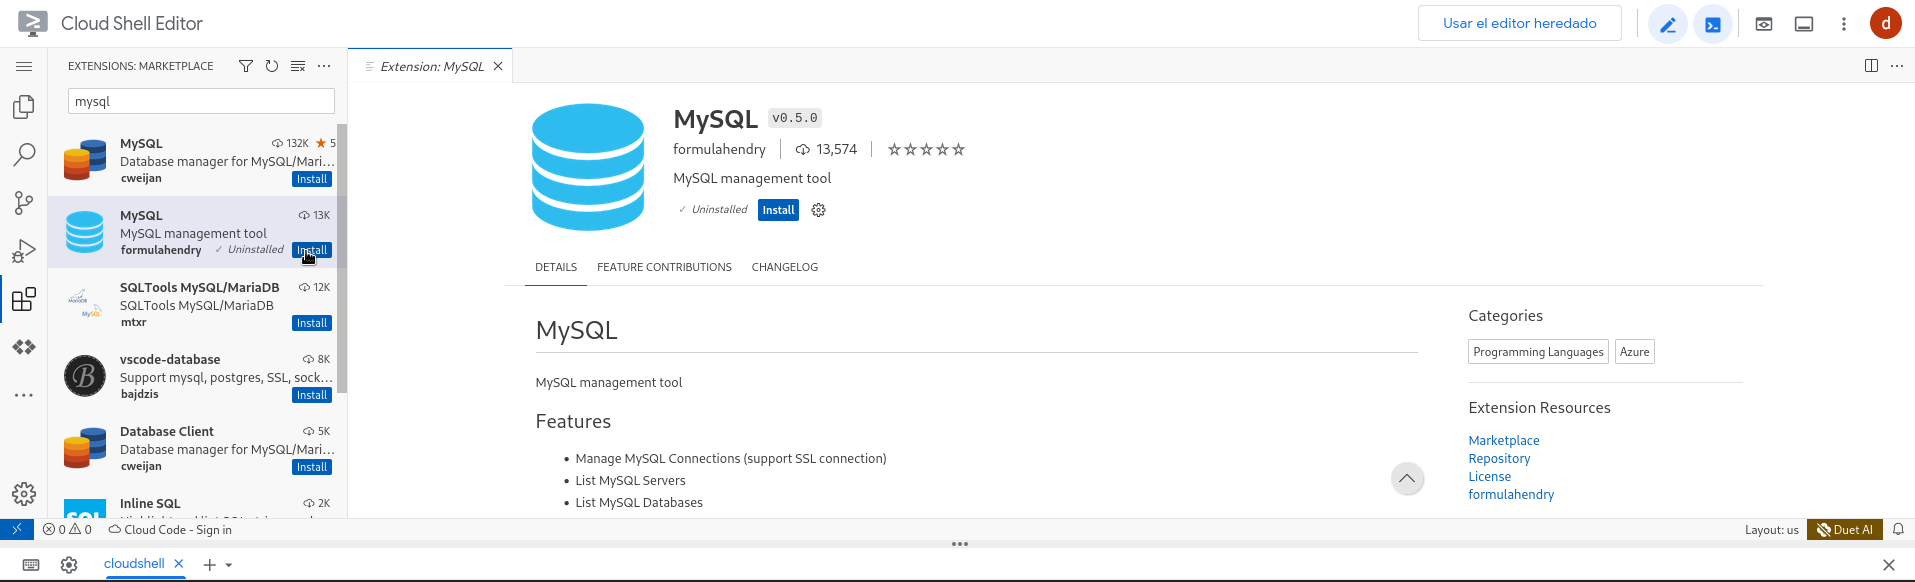 Cloud Shell Editor
Usar el editor heredado
d
EXTENSIONS: MARKETPLACE
mysql
MySQL
132K
5
Database manager for MySQL/Mari...
cweijan
Install
MySQL
13K
MySQL management tool
formulahendry
Uninstalled
Install
SQLTools MySQL/MariaDB
12K
SQLTools MySQL/MariaDB
mtxr
Install
vscode-database
8K
Support mysql, postgres, SSL, sock...
bajdzis
Install
Database Client
5K
Database manager for MySQL/Mari...
cweijan
Install
Inline SQL
2K
Extension: MySQL
MySQL
v0.5.0
formulahendry
13,574
MySQL management tool
Uninstalled
Install
DETAILS
FEATURE CONTRIBUTIONS
CHANGELOG
MySQL
MySQL management tool
Features
Manage MySQL Connections (support SSL connection)
List MySQL Servers
List MySQL Databases
Categories
Programming Languages
Azure
Extension Resources
Marketplace
Repository
License
formulahendry
0
0
Cloud Code - Sign in
Layout: us
Duet AI
cloudshell